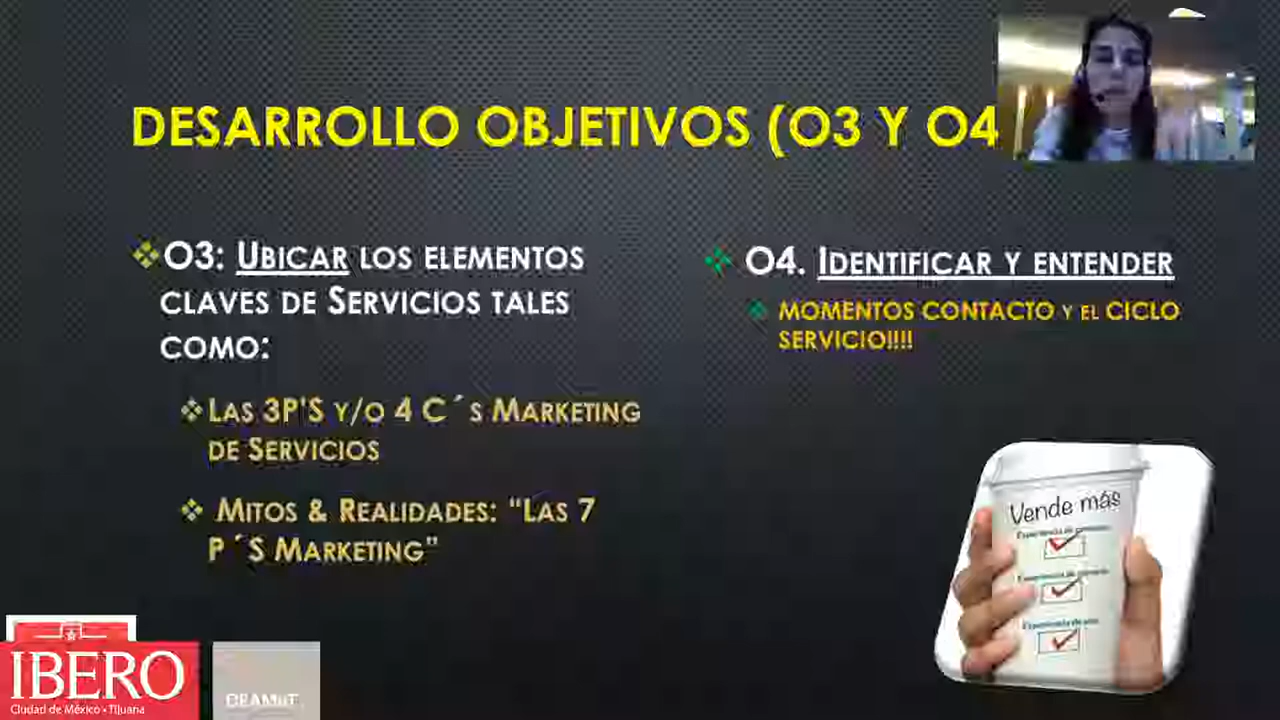 DESARROLLO OBJETIVOS (O3 Y O4
O3: UBICAR LOS ELEMENTOS
CLAVES DE SERVICIOS TALES
COMO:
LAS 3P'S Y/O 4 C´S MARKETING
DE SERVICIOS
MITOS & REALIDADES: "LAS 7
P´S MARKETING"
O4. IDENTIFICAR Y ENTENDER
MOMENTOS CONTACTO Y EL CICLO
SERVICIO!!!!
Vende más
IBERO
Ciudad de México • Tijuana